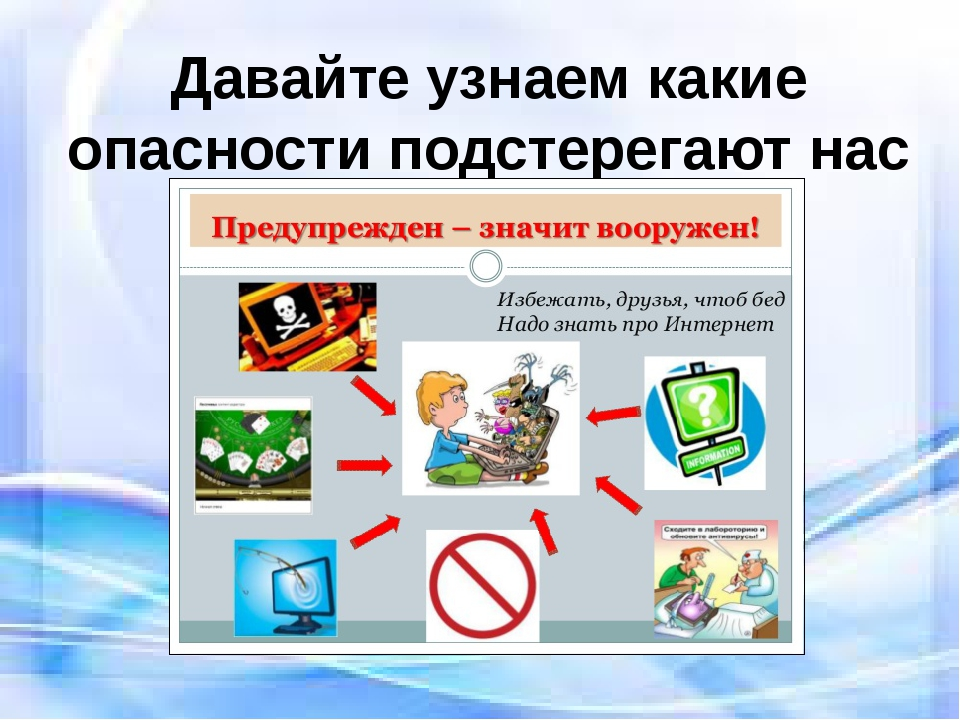 Давайте узнаем какие
опасности подстерегают нас
Предупрежден – значит вооружен!
Избежать, друзья, чтоб бед
Надо знать про Интернет
?
INFORMATION
Сходите в лабораторию и
обновите антивирусы!